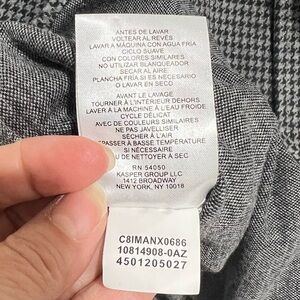 ANTES DE LAVAR
VOLTEAR AL REVÉS
LAVAR A MÁQUINA CON AGUA FRÍA
CICLO SUAVE
CON COLORES SIMILARES
NO UTILIZAR BLANQUEADOR
SECAR AL AIRE
PLANCHA FRÍA SI ES NECESARIO
O LAVAR EN SECO
AVANT LE LAVAGE
TOURNER À L'INTÉRIEUR DEHORS
LAVER À LA MACHINE À L'EAU FROIDE
CYCLE DÉLICAT
AVEC DE COULEURS SIMILAIRES
NE PAS JAVELLISER
SÉCHER À L'AIR
PASSER À BASSE TEMPÉRATURE
SI NÉCESSAIRE
DE NETTOYER À SEC
RN 54050
KASPER GROUP LLC
1412 BROADWAY
NEW YORK, NY 10018
C8IMANX0686
10814908-0AZ
4501205027